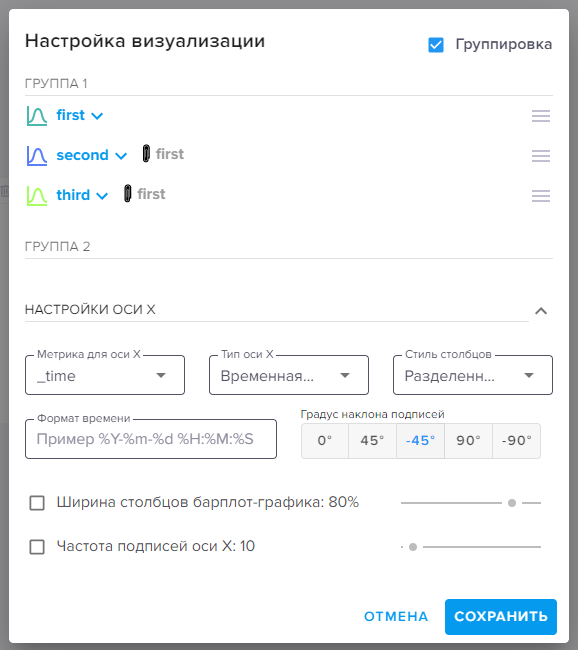 Настройка визуализации
Группировка
ГРУППА 1
first
second first
third first
ГРУППА 2
НАСТРОЙКИ ОСИ X
Метрика для оси X Тип оси X Стиль столбцов
_time Временная... Разделенн...
Формат времени Градус наклона подписей
Пример %Y-%m-%d %H:%M:%S 0° 45° -45° 90° -90°
Ширина столбцов барплот-графика: 80%
Частота подписей оси X: 10
ОТМЕНА СОХРАНИТЬ